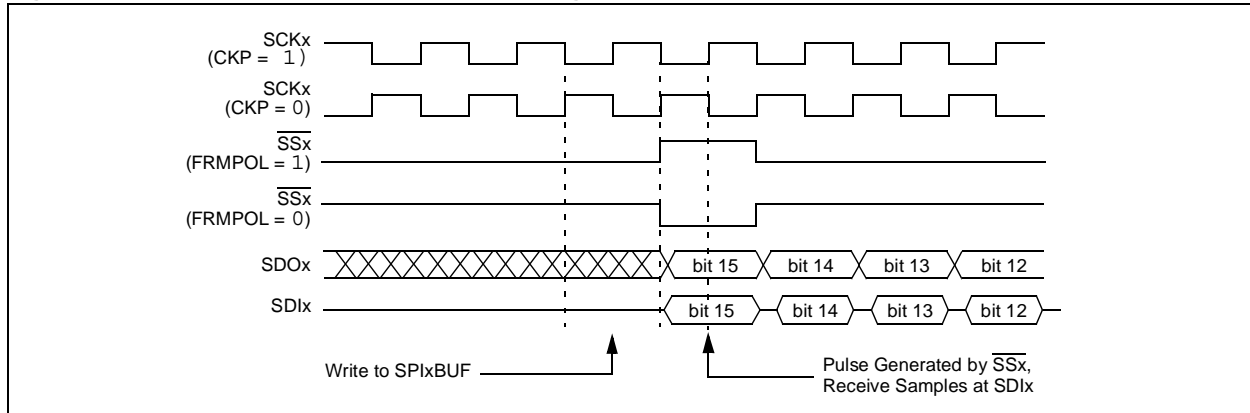 SCKx
(CKP = 1)
SCKx
(CKP = 0)
SSx
(FRMPOL = 1)
SSx
(FRMPOL = 0)
SDOx bit 15 bit 14 bit 13 bit 12
SDIx bit 15 bit 14 bit 13 bit 12
Write to SPIxBUF
Pulse Generated by SSx,
Receive Samples at SDIx